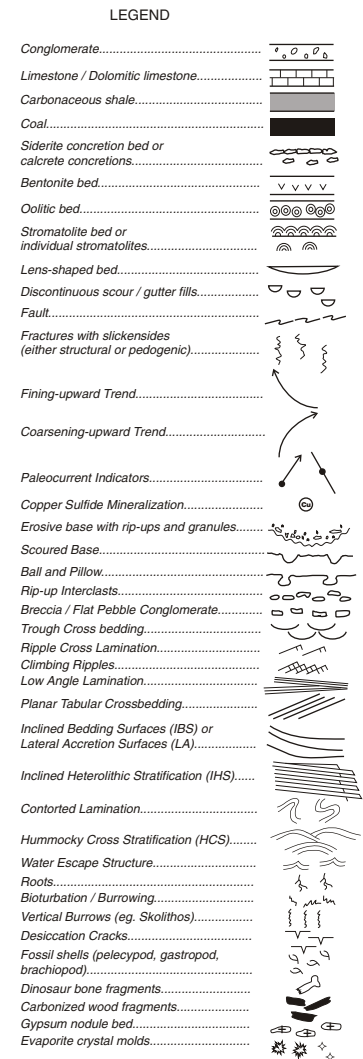 LEGEND
Conglomerate............................................
Limestone / Dolomitic limestone..................
Carbonaceous shale...................................
Coal...........................................................
Siderite concretion bed or
calcrete concretions...................................
Bentonite bed............................................
Oolitic bed.................................................
Stromatolite bed or
individual stromatolites..............................
Lens-shaped bed......................................
Discontinuous scour / gutter fills................
Fault..........................................................
Fractures with slickensides
(either structural or pedogenic)...................
Fining-upward Trend...................................
Coarsening-upward Trend...........................
Paleocurrent Indicators...............................
Copper Sulfide Mineralization......................
Cu
Erosive base with rip-ups and granules........
Scoured Base.............................................
Ball and Pillow............................................
Rip-up Interclasts........................................
Breccia / Flat Pebble Conglomerate............
Trough Cross bedding................................
Ripple Cross Lamination.............................
Climbing Ripples........................................
Low Angle Lamination................................
Planar Tabular Crossbedding.....................
Inclined Bedding Surfaces (IBS) or
Lateral Accretion Surfaces (LA).................
Inclined Heterolithic Stratification (IHS)......
Contorted Lamination.................................
Hummocky Cross Stratification (HCS)........
Water Escape Structure............................
Roots.......................................................
Bioturbation / Burrowing...........................
Vertical Burrows (eg. Skolithos)................
Desiccation Cracks..................................
Fossil shells (pelecypod, gastropod,
brachiopod)..............................................
Dinosaur bone fragments.........................
Carbonized wood fragments....................
Gypsum nodule bed.................................
Evaporite crystal molds............................